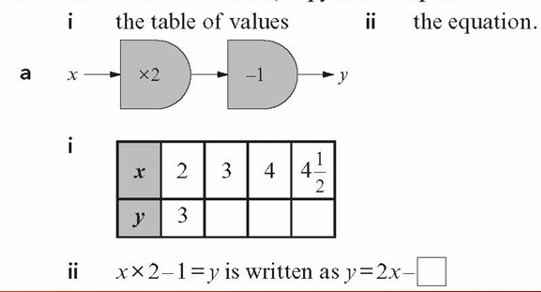 i the table of values ii the equation.
a x ×2 –1 y
i
x 2 3 4 4 1/2
y 3
ii x×2–1=y is written as y=2x–